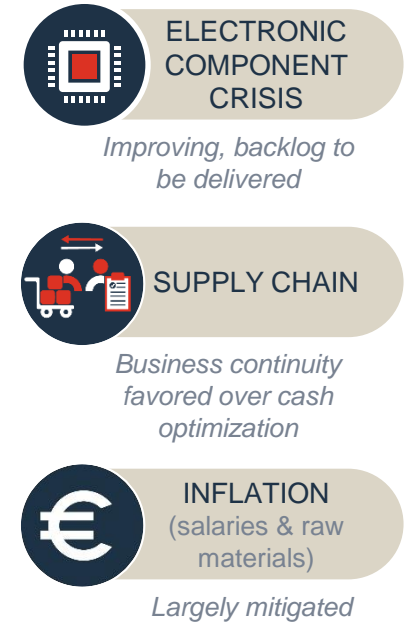 ELECTRONIC
COMPONENT
CRISIS
Improving, backlog to
be delivered
SUPPLY CHAIN
Business continuity
favored over cash
optimization
€
INFLATION
(salaries & raw
materials)
Largely mitigated